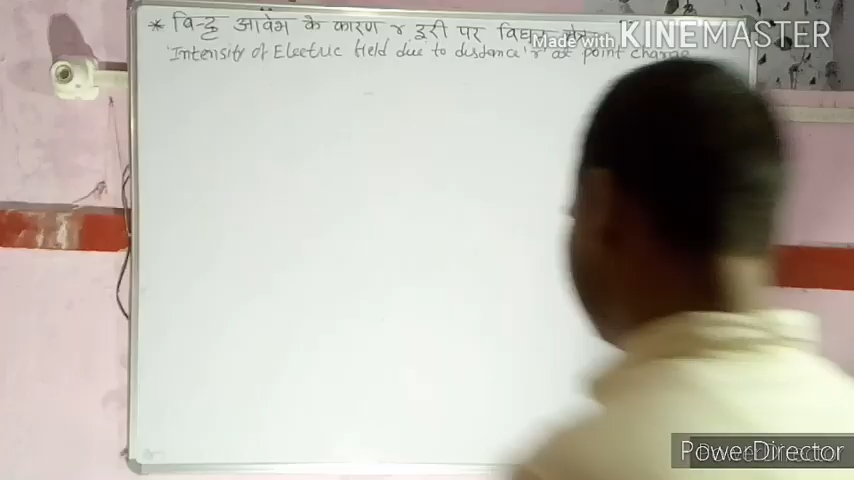 * बिन्दु आवेश के कारण r दूरी पर विद्युत क्षेत्र
Made with KINEMASTER
'Intensity of Electric field due to distance 'r' at point charge
PowerDirector